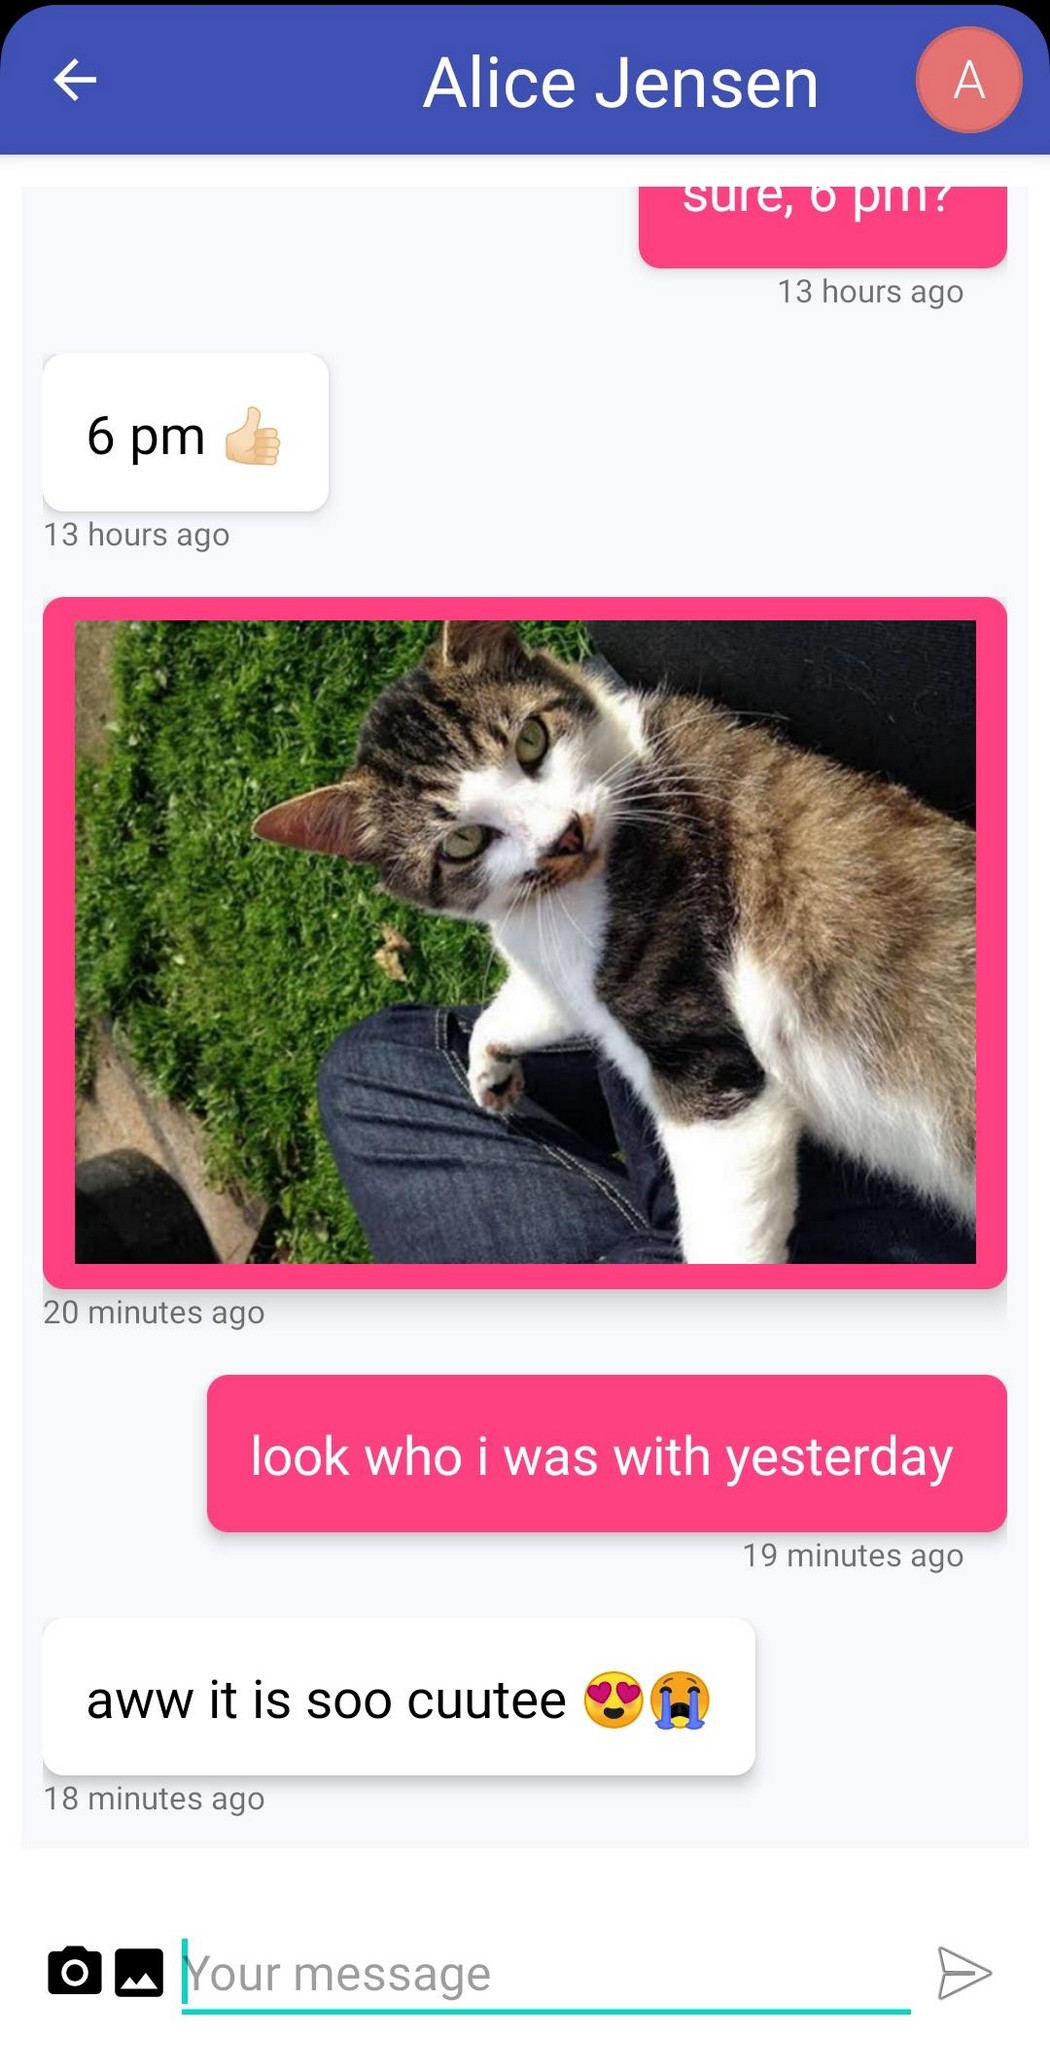 Alice Jensen
A
sure, 6 pm?
13 hours ago
6 pm 👍🏻
13 hours ago
20 minutes ago
look who i was with yesterday
19 minutes ago
aww it is soo cuutee 😍😭
18 minutes ago
Your message